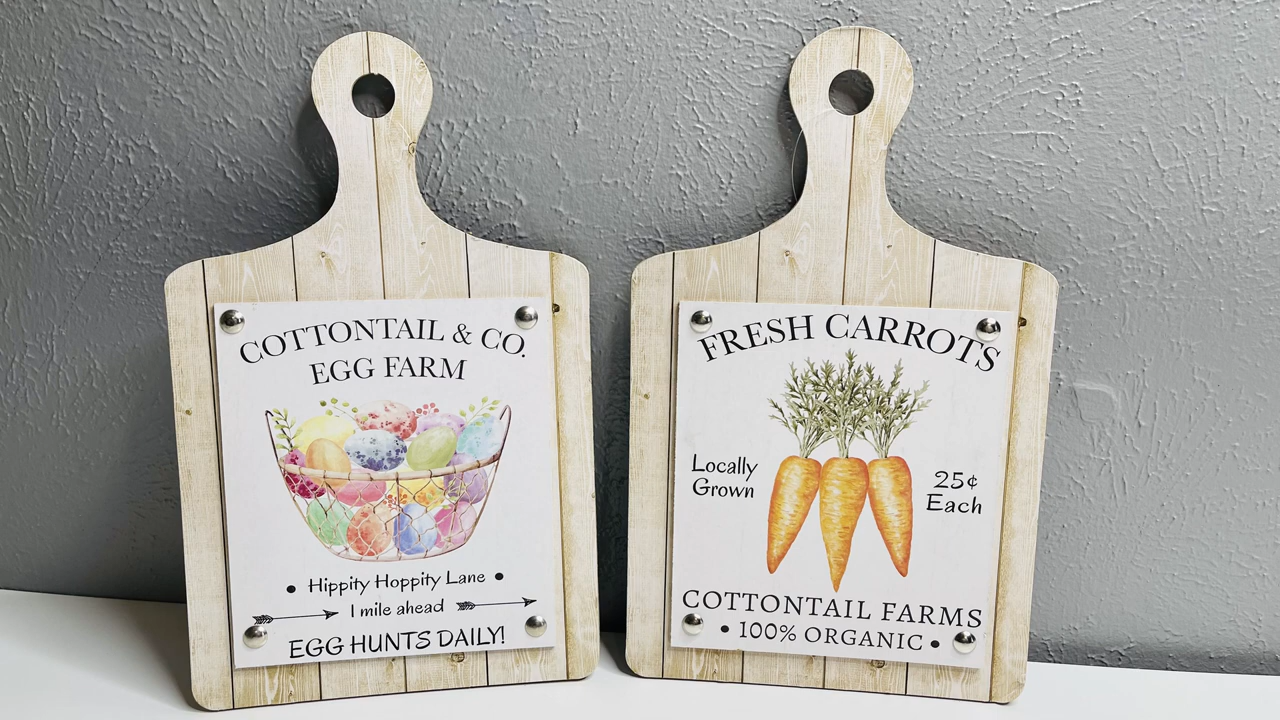 COTTONTAIL & CO.
EGG FARM
• Hippity Hoppity Lane •
1 mile ahead
EGG HUNTS DAILY!
FRESH CARROTS
Locally
Grown
25¢
Each
COTTONTAIL FARMS
• 100% ORGANIC •